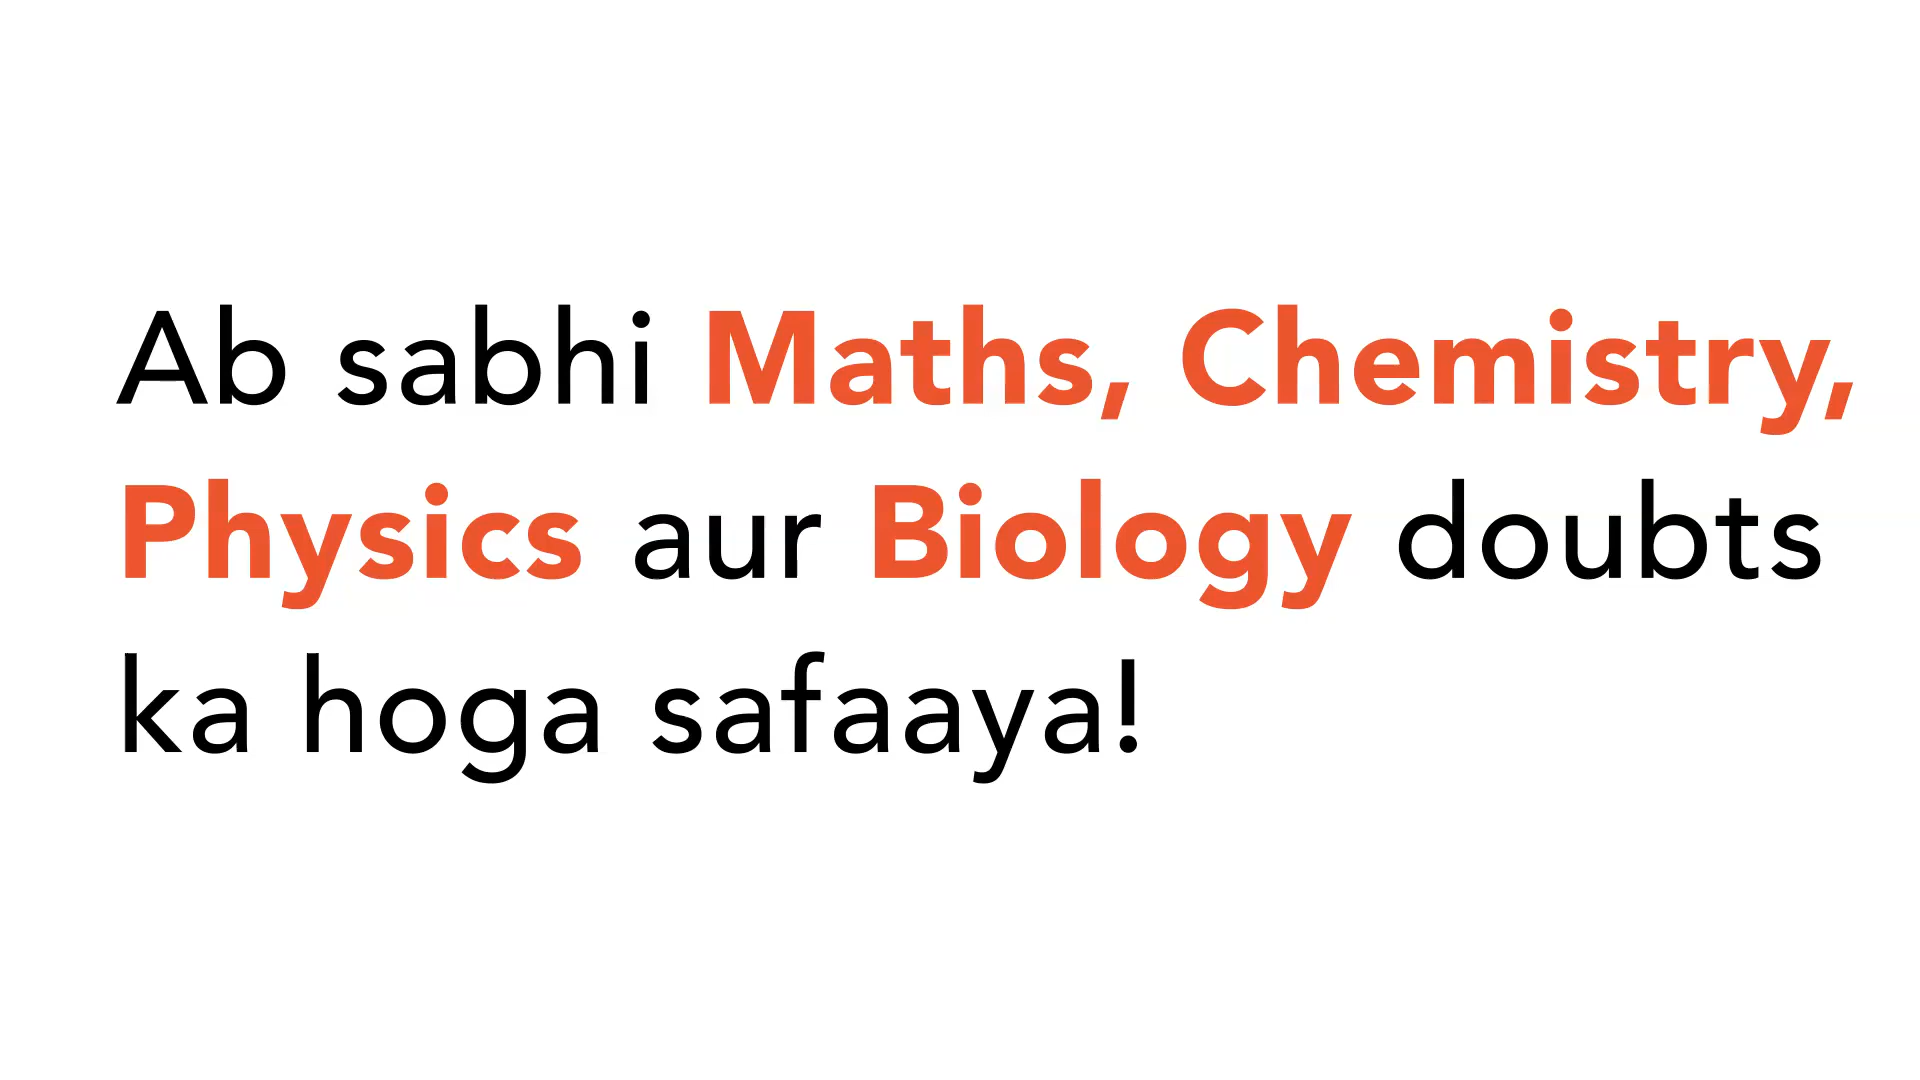 Ab sabhi Maths, Chemistry,
Physics aur Biology doubts
ka hoga safaaya!